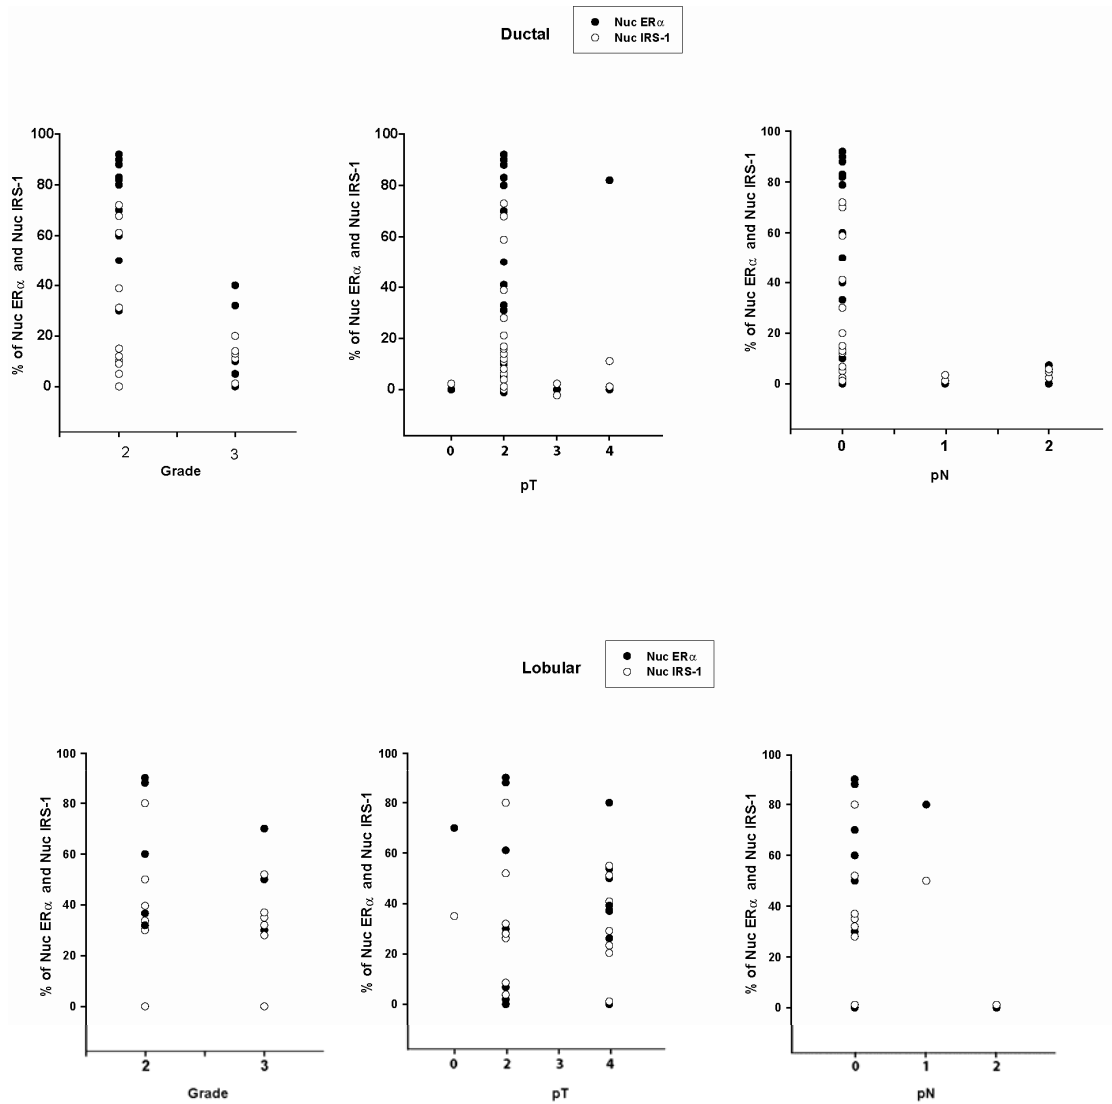 Ductal
Nuc ERα
Nuc IRS-1
% of Nuc ERα and Nuc IRS-1
100
80
60
40
20
0
2 3
Grade
% of Nuc ERα and Nuc IRS-1
100
80
60
40
20
0
0 2 3 4
pT
% of Nuc ERα and Nuc IRS-1
100
80
60
40
20
0
0 1 2
pN
Lobular
Nuc ERα
Nuc IRS-1
% of Nuc ERα and Nuc IRS-1
100
80
60
40
20
0
2 3
Grade
% of Nuc ERα and Nuc IRS-1
100
80
60
40
20
0
0 2 3 4
pT
% of Nuc ERα and Nuc IRS-1
100
80
60
40
20
0
0 1 2
pN